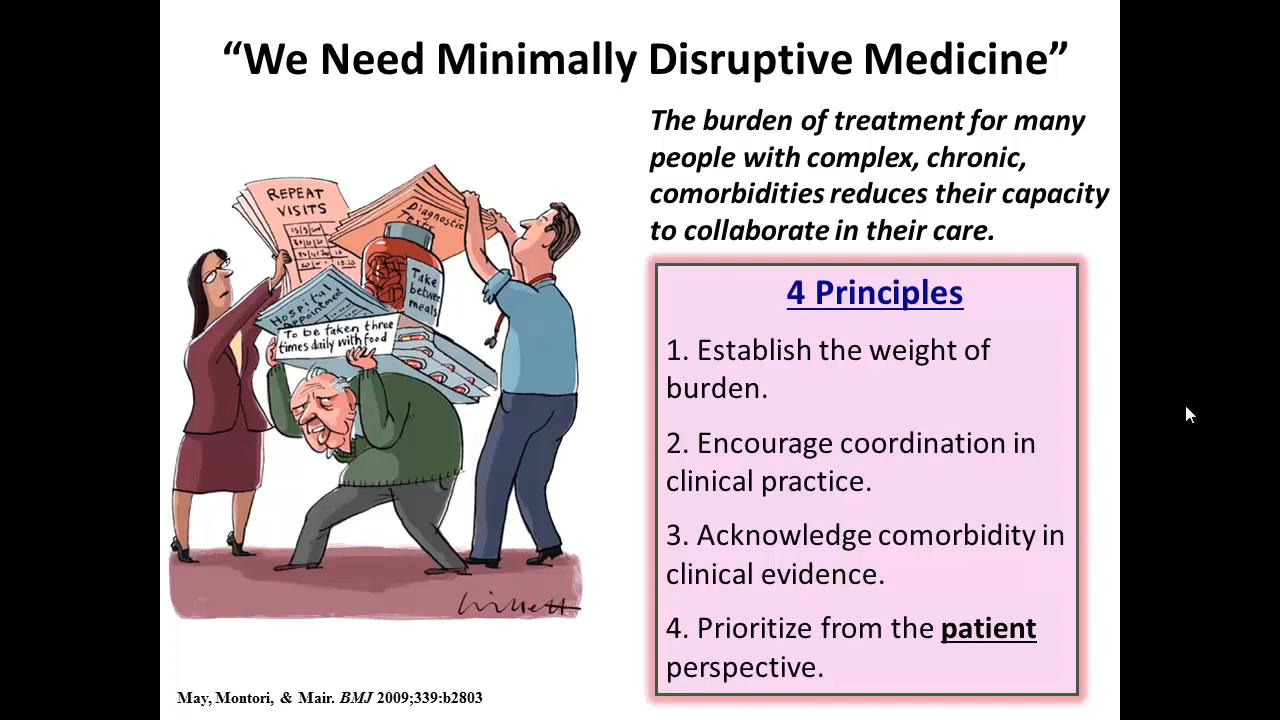 “We Need Minimally Disruptive Medicine”
The burden of treatment for many
people with complex, chronic,
comorbidities reduces their capacity
to collaborate in their care.
REPEAT
VISITS
Diagnostic
Tests
Take
between
meals
Hospital
Appointment
To be taken three
times daily with food
4 Principles
1. Establish the weight of
burden.
2. Encourage coordination in
clinical practice.
3. Acknowledge comorbidity in
clinical evidence.
4. Prioritize from the patient
perspective.
May, Montori, & Mair. BMJ 2009;339:b2803